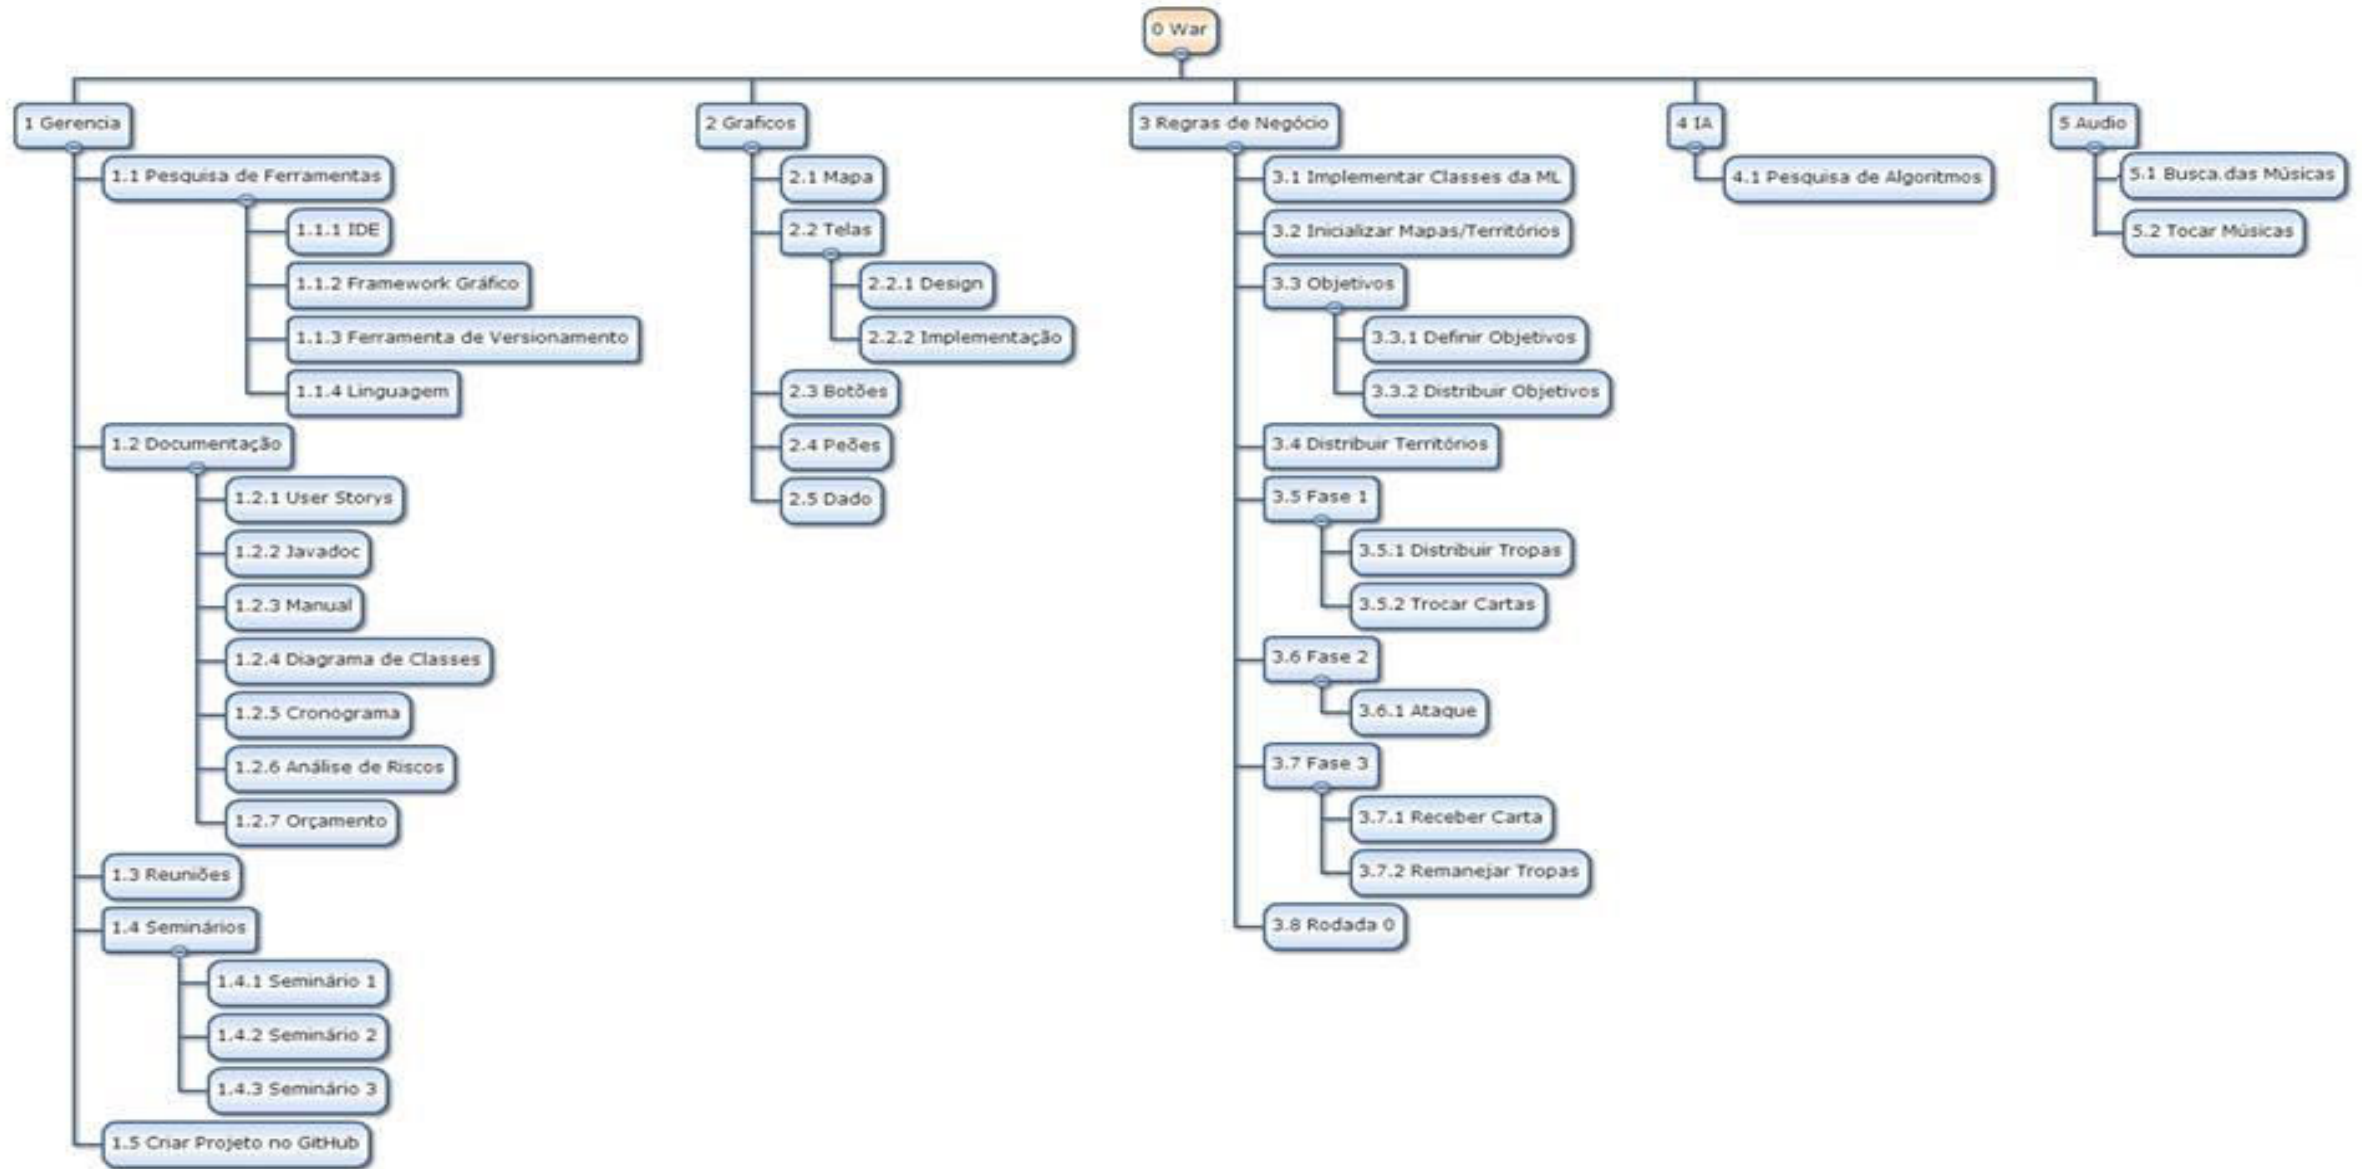 0 War
1 Gerencia
1.1 Pesquisa de Ferramentas
1.1.1 IDE
1.1.2 Framework Gráfico
1.1.3 Ferramenta de Versionamento
1.1.4 Linguagem
1.2 Documentação
1.2.1 User Storys
1.2.2 Javadoc
1.2.3 Manual
1.2.4 Diagrama de Classes
1.2.5 Cronograma
1.2.6 Análise de Riscos
1.2.7 Orçamento
1.3 Reuniões
1.4 Seminários
1.4.1 Seminário 1
1.4.2 Seminário 2
1.4.3 Seminário 3
1.5 Criar Projeto no GitHub
2 Graficos
2.1 Mapa
2.2 Telas
2.2.1 Design
2.2.2 Implementação
2.3 Botões
2.4 Peões
2.5 Dado
3 Regras de Negócio
3.1 Implementar Classes da ML
3.2 Inicializar Mapas/Territórios
3.3 Objetivos
3.3.1 Definir Objetivos
3.3.2 Distribuir Objetivos
3.4 Distribuir Territórios
3.5 Fase 1
3.5.1 Distribuir Tropas
3.5.2 Trocar Cartas
3.6 Fase 2
3.6.1 Ataque
3.7 Fase 3
3.7.1 Receber Carta
3.7.2 Remanejar Tropas
3.8 Rodada 0
4 IA
4.1 Pesquisa de Algoritmos
5 Audio
5.1 Busca das Músicas
5.2 Tocar Músicas